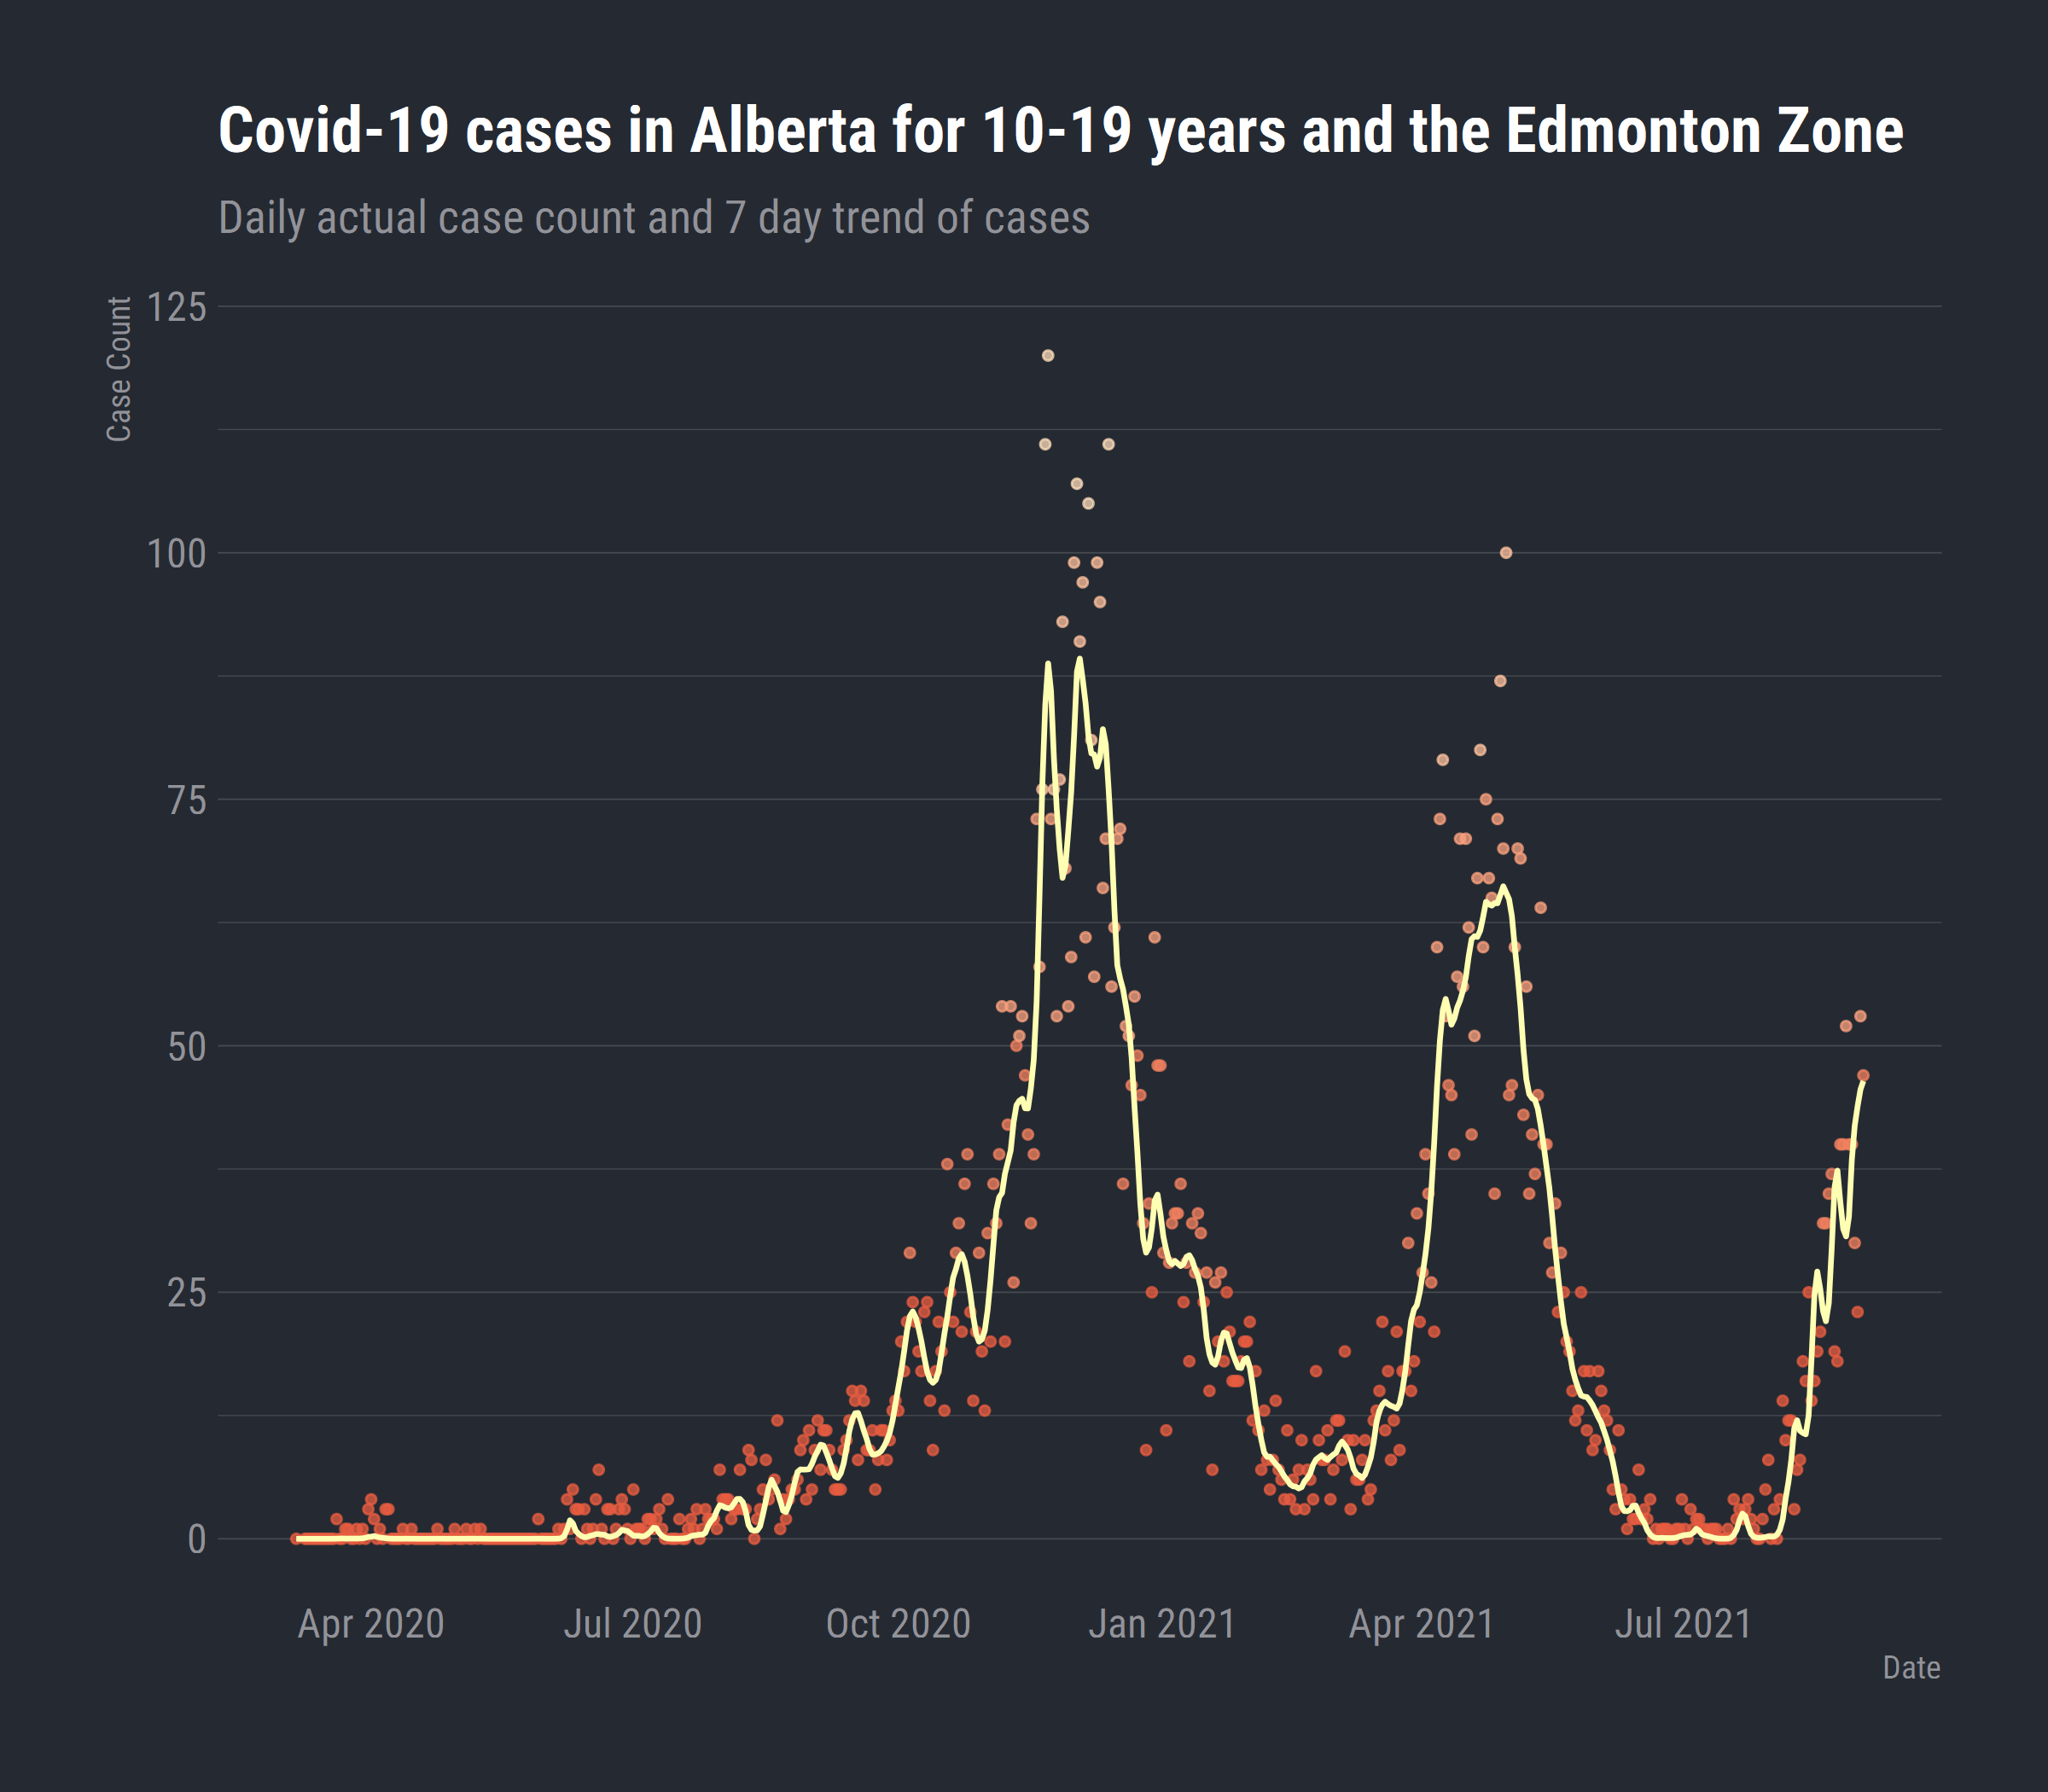 Covid-19 cases in Alberta for 10-19 years and the Edmonton Zone
Daily actual case count and 7 day trend of cases
Case Count
125
100
75
50
25
0
Apr 2020
Jul 2020
Oct 2020
Jan 2021
Apr 2021
Jul 2021
Date